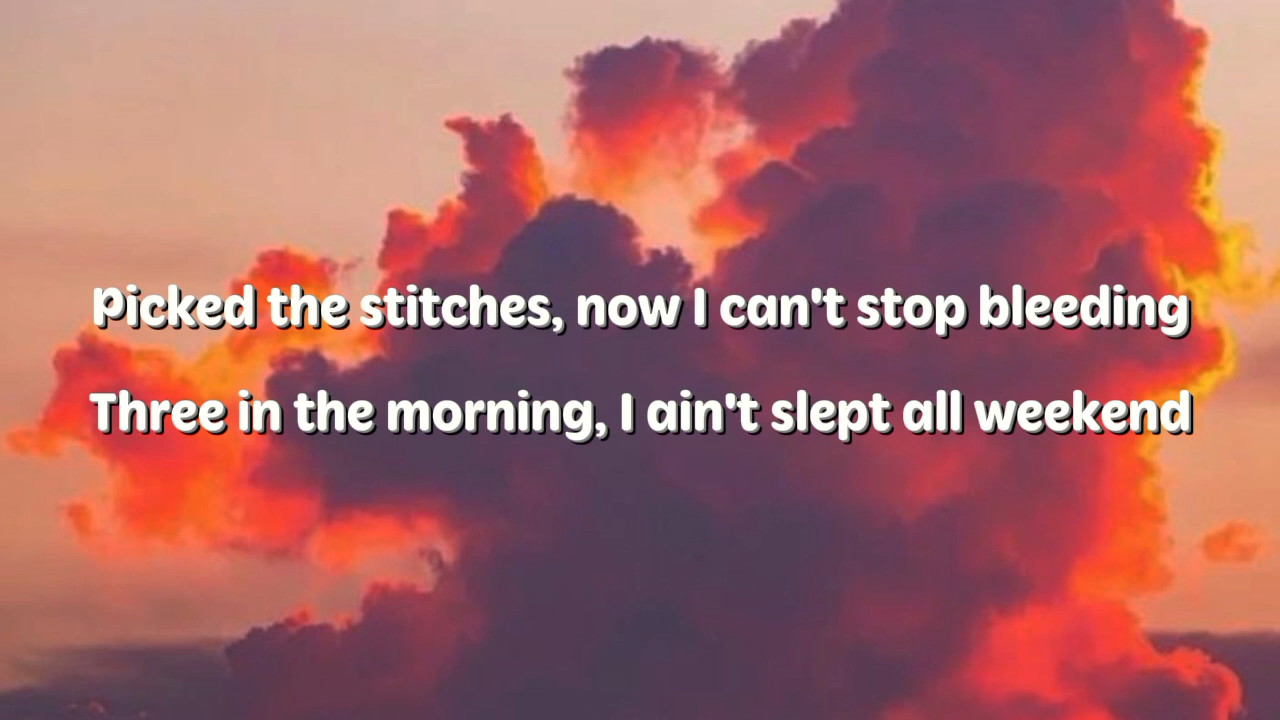 Picked the stitches, now I can't stop bleeding
Three in the morning, I ain't slept all weekend